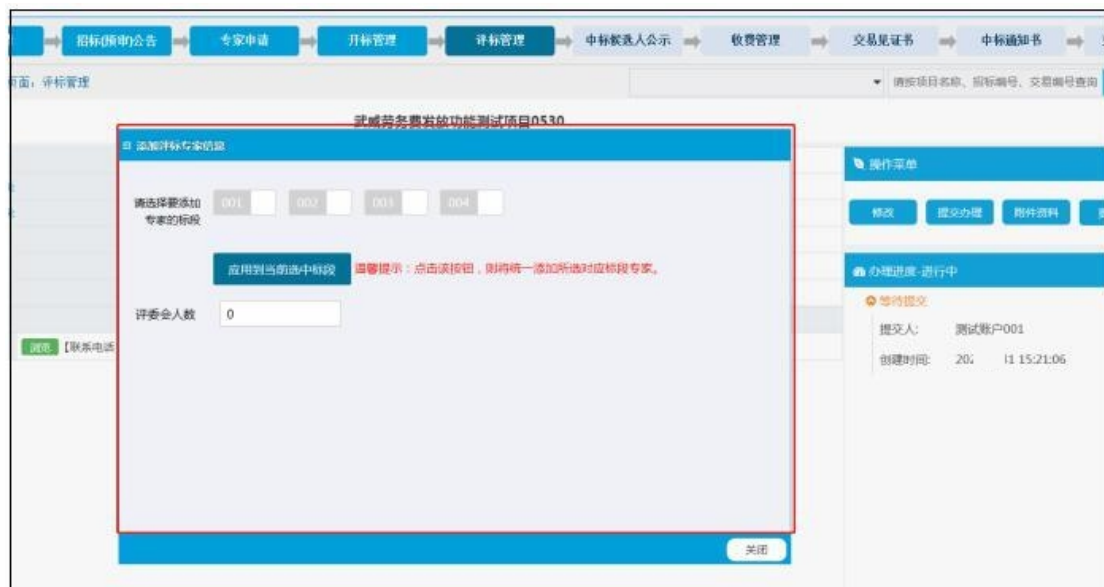 招标(预审)公告 专家申请 开标管理 评标管理 中标候选人公示 收费管理 交易见证书 中标通知书
页面：评标管理 请按项目名称、招标编号、交易编号查询
武威劳务费发放功能测试项目0530
添加评标专家信息
操作菜单
请选择要添加 001 002 003 004
专家的标段
修改 提交办理 附件资料
应用到当前选中标段 温馨提示：点击该按钮，则将统一添加所选对应标段专家。
办理进度-进行中
等待提交
评委会人数 0
提交人: 测试账户001
浏览 【联系电话
创建时间: 202 11 15:21:06
关闭